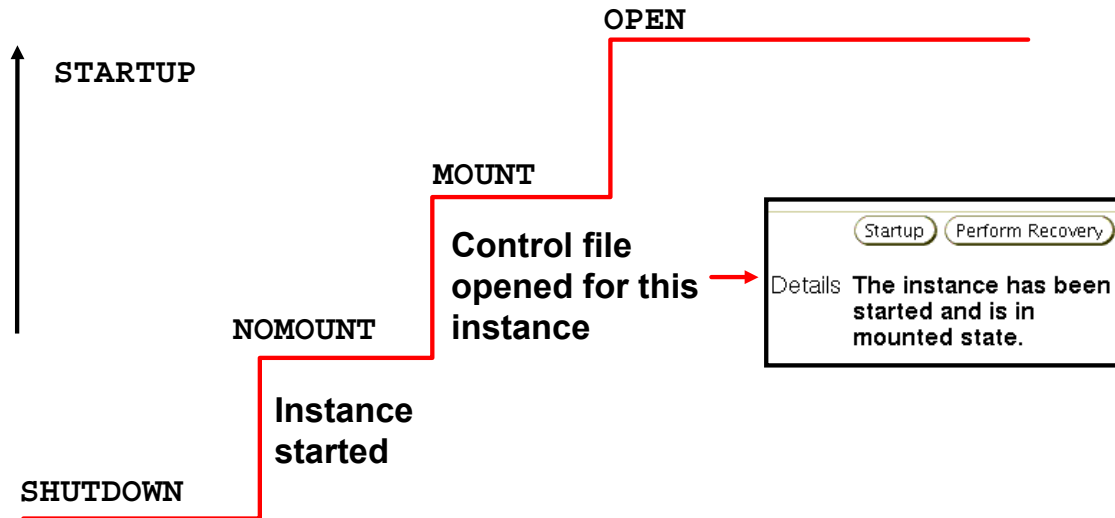 OPEN
STARTUP
MOUNT
Control file
opened for this
instance
Startup
Perform Recovery
Details The instance has been
started and is in
mounted state.
NOMOUNT
Instance
started
SHUTDOWN